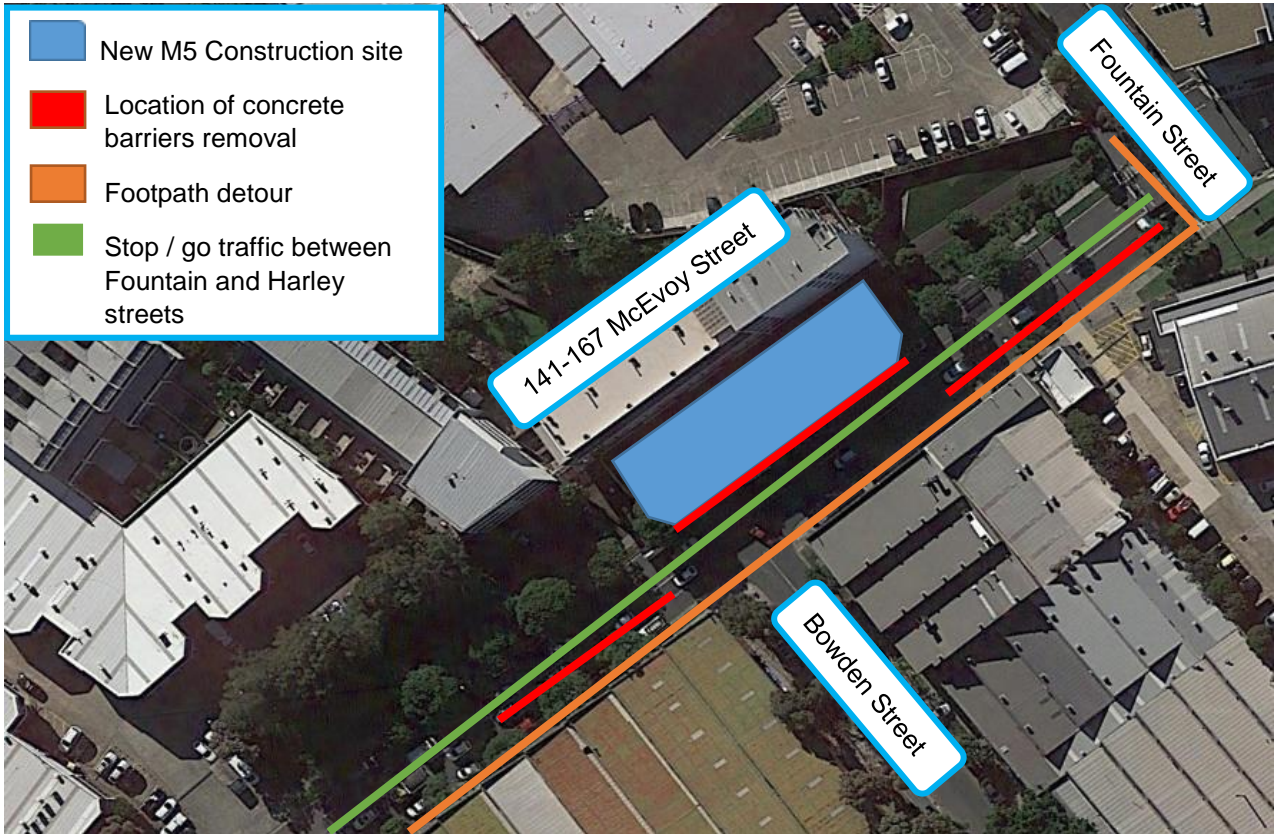 New M5 Construction site
Location of concrete
barriers removal
Footpath detour
Stop / go traffic between
Fountain and Harley
streets
Fountain Street
141-167 McEvoy Street
Bowden Street